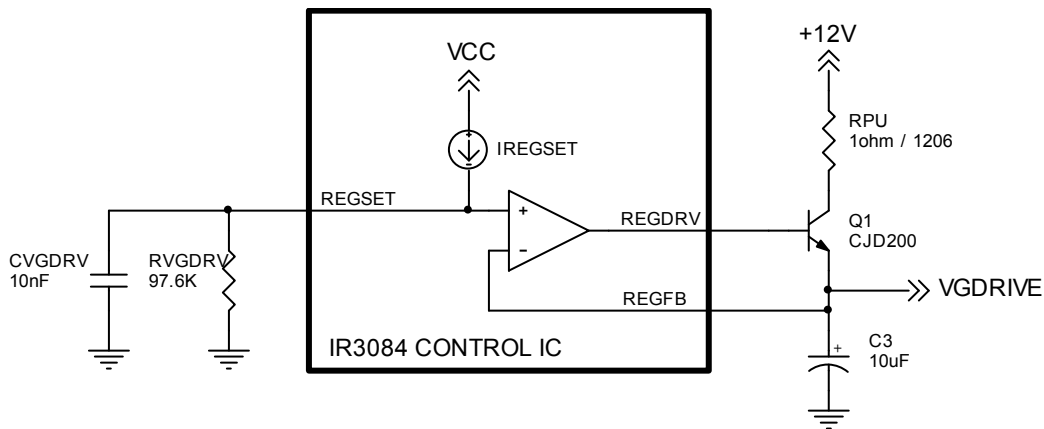 +12V
VCC
RPU
1ohm / 1206
IREGSET
REGSET
+
-
+
-
REGDRV
Q1
CJD200
CVGDRV
10nF
RVGDRV
97.6K
VGDRIVE
REGFB
IR3084 CONTROL IC
+
C3
10uF